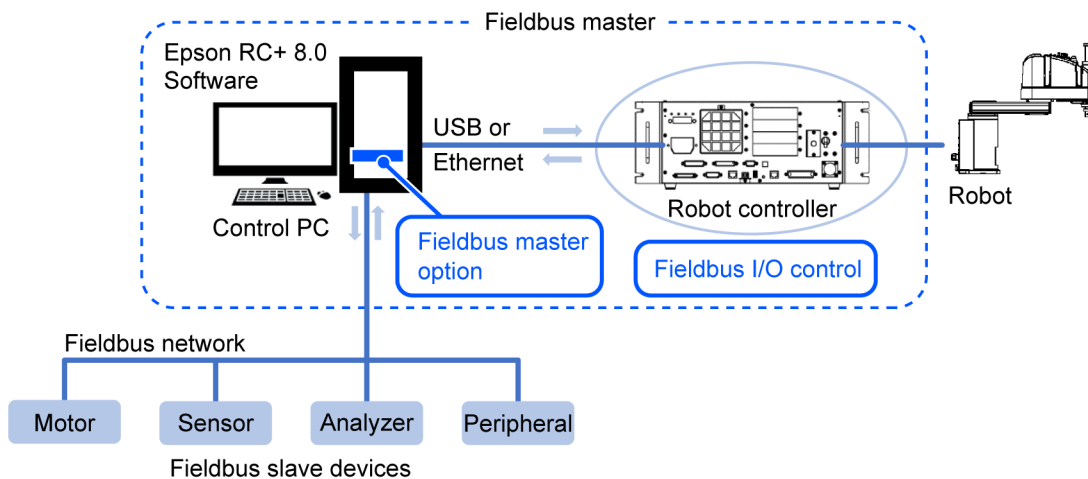 Fieldbus master
Epson RC+ 8.0
Software
USB or
Ethernet
Control PC
Robot controller
Robot
Fieldbus master
option
Fieldbus I/O control
Fieldbus network
Motor
Sensor
Analyzer
Peripheral
Fieldbus slave devices